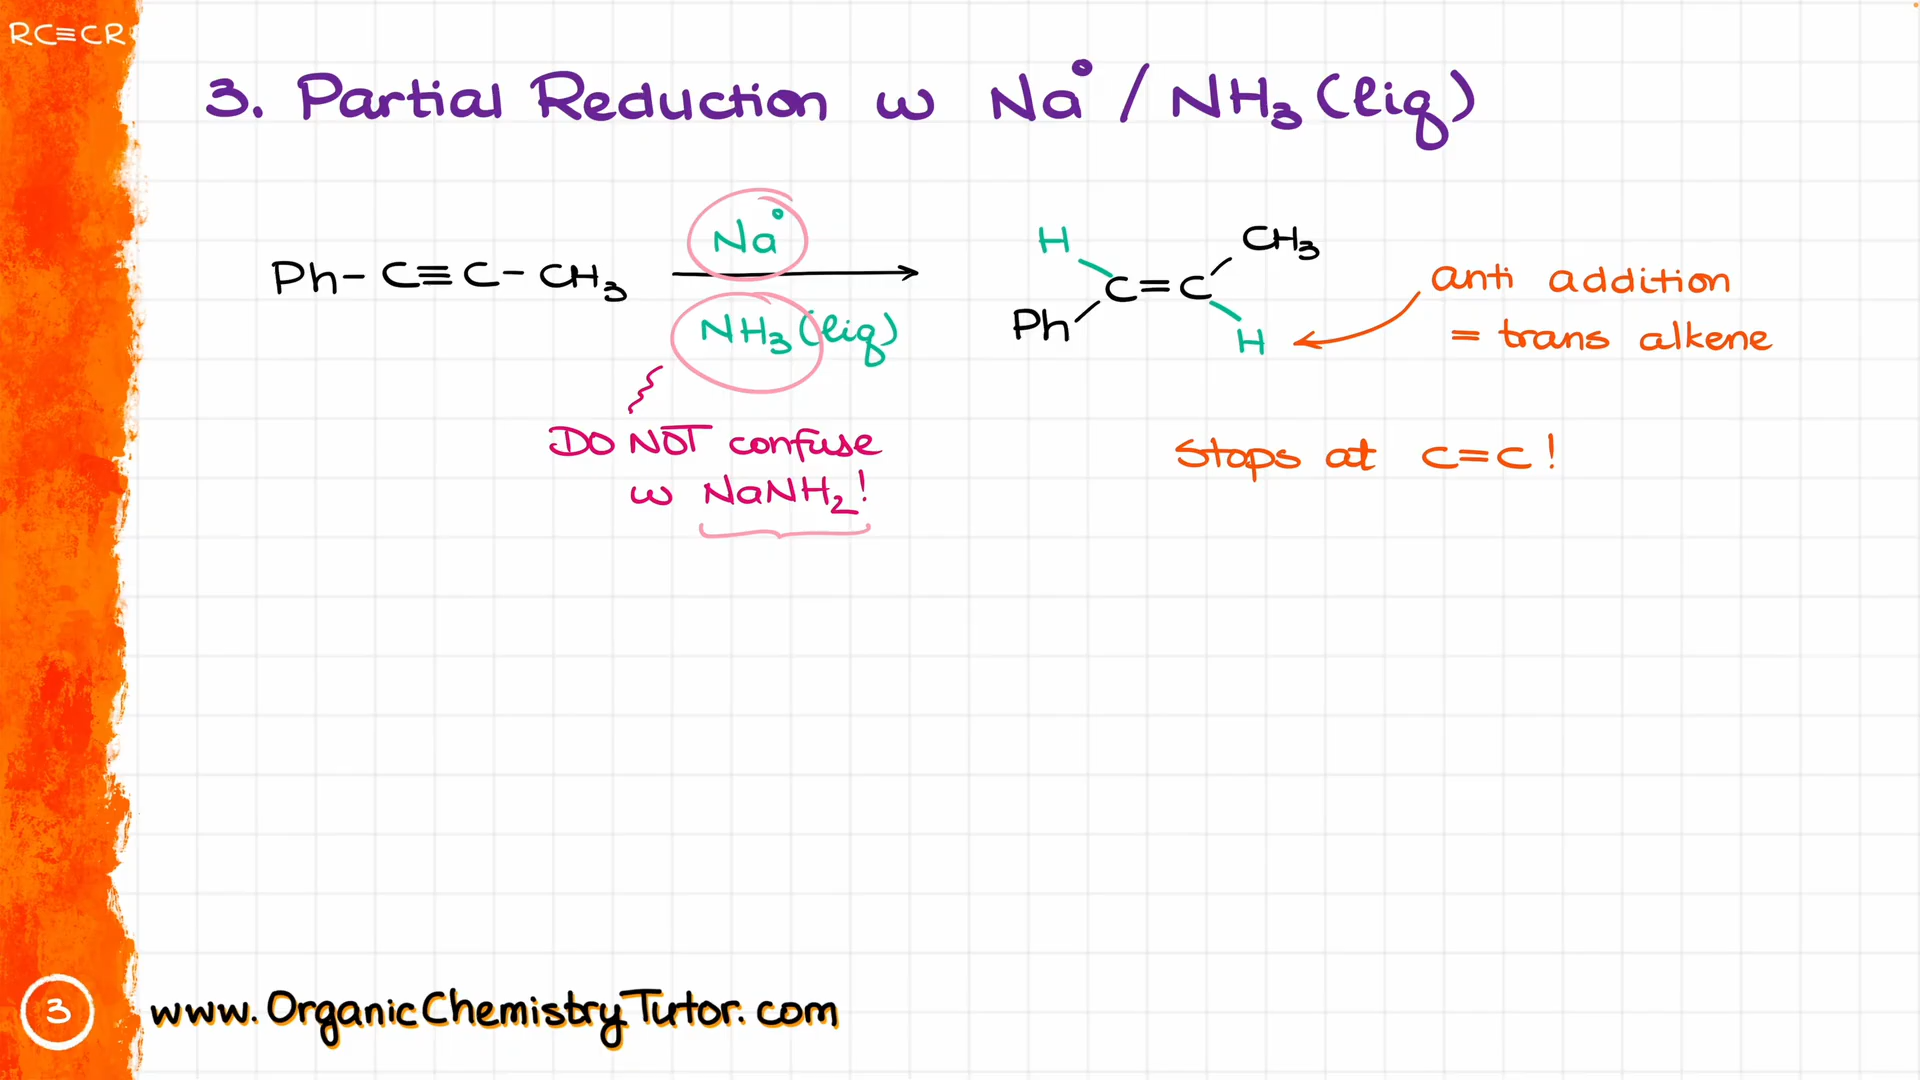 RC≡CR
3. Partial Reduction w Na° / NH₃ (liq)
Ph-C≡C-CH₃
Na°
NH₃ (liq)
H
CH₃
C=C
Ph
H
anti addition
= trans alkene
DO NOT confuse
w NaNH₂!
Stops at C=C!
3
www.OrganicChemistryTutor.com